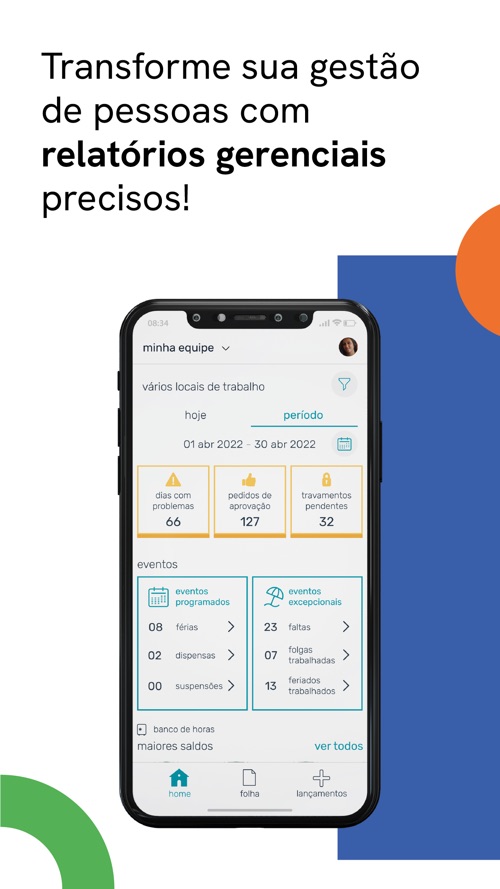 Transforme sua gestão
de pessoas com
relatórios gerenciais
precisos!
08:34
minha equipe
vários locais de trabalho
hoje período
01 abr 2022 - 30 abr 2022
dias com
problemas
66
pedidos de
aprovação
127
travamentos
pendentes
32
eventos
eventos
programados
08 férias
02 dispensas
00 suspensões
eventos
excepcionais
23 faltas
07 folgas
trabalhadas
13 feriados
trabalhados
banco de horas
maiores saldos ver todos
home folha lançamentos